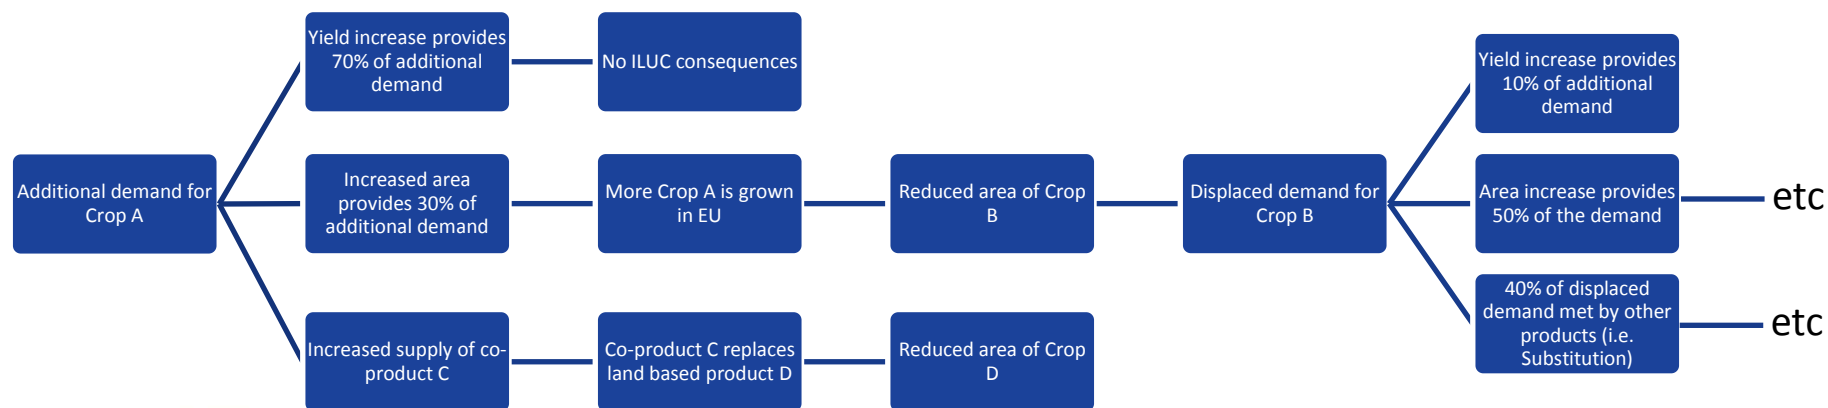 Additional demand for
Crop A
Yield increase provides
70% of additional
demand
No ILUC consequences
Increased area
provides 30% of
additional demand
More Crop A is grown
in EU
Reduced area of Crop
B
Displaced demand for
Crop B
Yield increase provides
10% of additional
demand
Area increase provides
50% of the demand
etc
40% of displaced
demand met by other
products (i.e.
Substitution)
etc
Increased supply of co-
product C
Co-product C replaces
land based product D
Reduced area of Crop
D